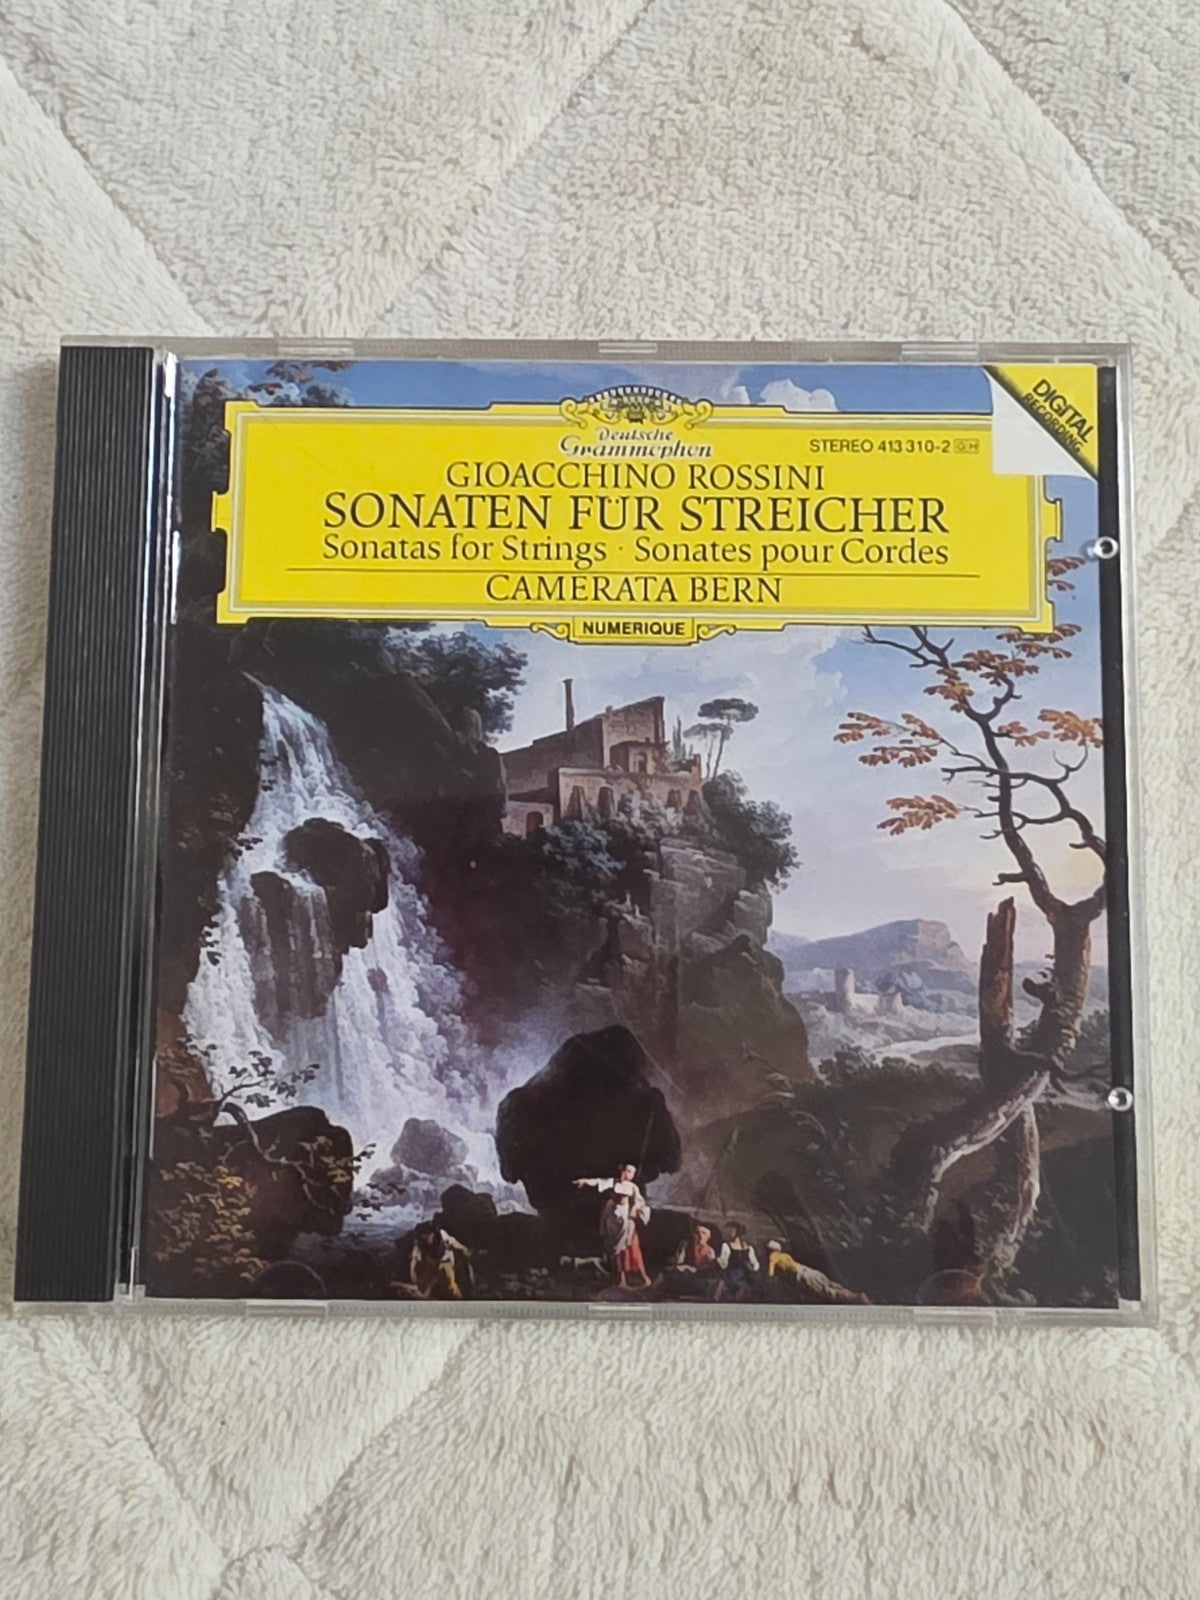 Deutsche
Grammophon
STEREO 413 310-2 GH
DIGITAL
RECORDING
GIOACCHINO ROSSINI
SONATEN FÜR STREICHER
Sonatas for Strings · Sonates pour Cordes
CAMERATA BERN
NUMERIQUE